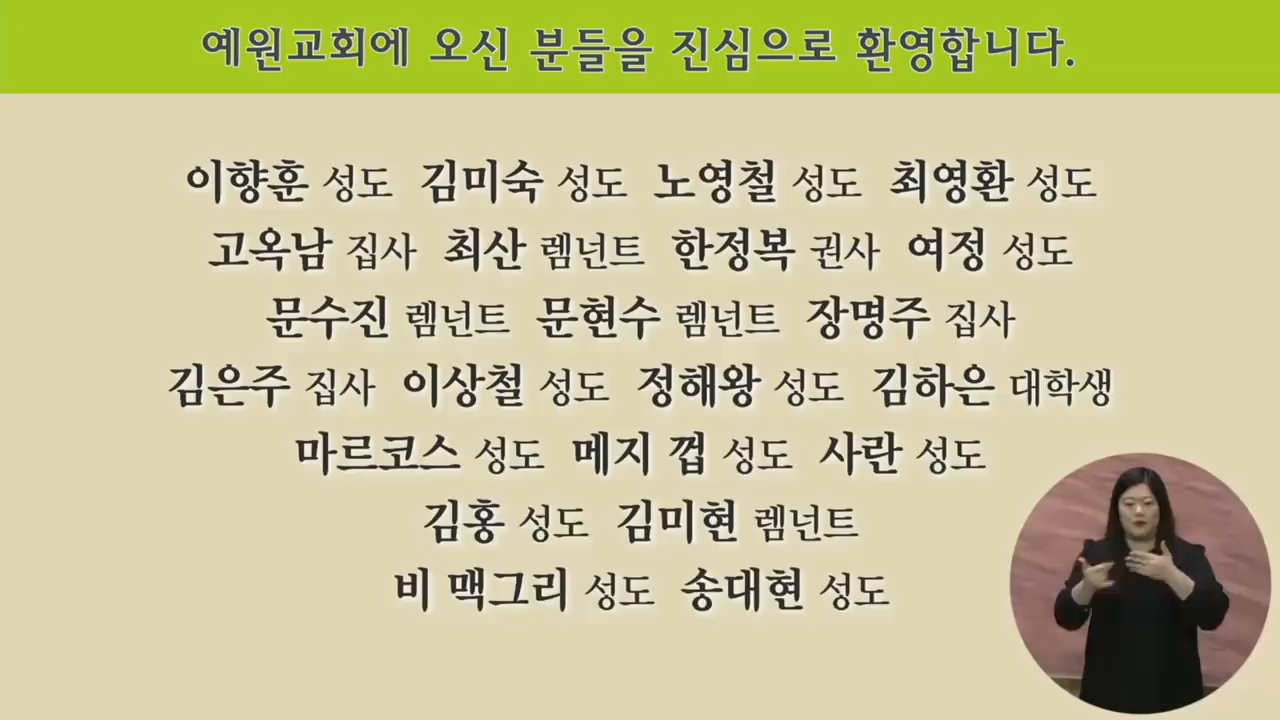 예원교회에 오신 분들을 진심으로 환영합니다.
이향훈 성도 김미숙 성도 노영철 성도 최영환 성도
고옥남 집사 최산 렘넌트 한정복 권사 여정 성도
문수진 렘넌트 문현수 렘넌트 장명주 집사
김은주 집사 이상철 성도 정해왕 성도 김하은 대학생
마르코스 성도 메지 껍 성도 사란 성도
김홍 성도 김미현 렘넌트
비 맥그리 성도 송대현 성도